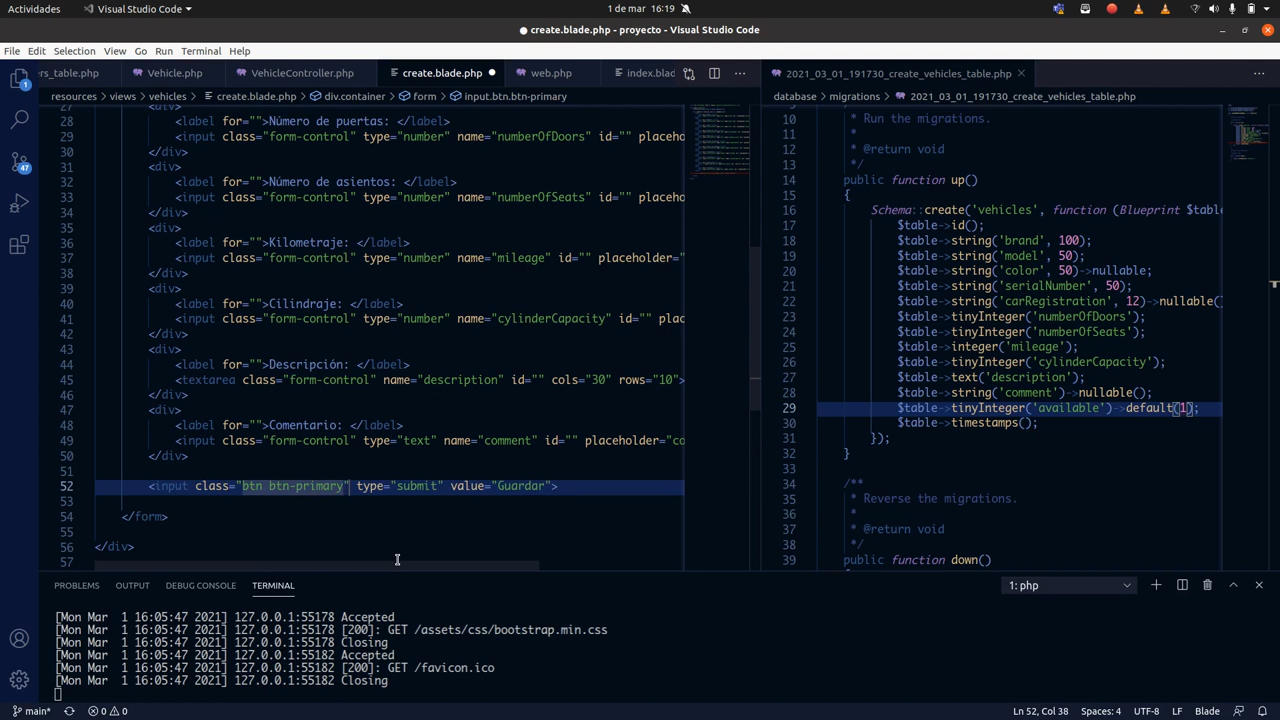 Actividades
Visual Studio Code
1 de mar 16:19
create.blade.php - proyecto - Visual Studio Code
File Edit Selection View Go Run Terminal Help
rs_table.php
Vehicle.php
VehicleController.php
create.blade.php
web.php
index.blad
2021_03_01_191730_create_vehicles_table.php
resources > views > vehicles > create.blade.php > div.container > form > input.btn.btn-primary
database > migrations > 2021_03_01_191730_create_vehicles_table.php
27 <div>
28 <label for="">Número de puertas: </label>
29 <input class="form-control" type="number" name="numberOfDoors" id="" placeho
30 </div>
31 <div>
32 <label for="">Número de asientos: </label>
33 <input class="form-control" type="number" name="numberOfSeats" id="" placeho
34 </div>
35 <div>
36 <label for="">Kilometraje: </label>
37 <input class="form-control" type="number" name="mileage" id="" placeholder="
38 </div>
39 <div>
40 <label for="">Cilindraje: </label>
41 <input class="form-control" type="number" name="cylinderCapacity" id="" plac
42 </div>
43 <div>
44 <label for="">Descripción: </label>
45 <textarea class="form-control" name="description" id="" cols="30" rows="10">
46 </div>
47 <div>
48 <label for="">Comentario: </label>
49 <input class="form-control" type="text" name="comment" id="" placeholder="co
50 </div>
51
52 <input class="btn btn-primary" type="submit" value="Guardar">
53
54 </form>
55
56 </div>
57
10 * Run the migrations.
11 *
12 * @return void
13 */
14 public function up()
15 {
16 Schema::create('vehicles', function (Blueprint $table
17 $table->id();
18 $table->string('brand', 100);
19 $table->string('model', 50);
20 $table->string('color', 50)->nullable;
21 $table->string('serialNumber', 50);
22 $table->string('carRegistration', 12)->nullable()
23 $table->tinyInteger('numberOfDoors');
24 $table->tinyInteger('numberOfSeats');
25 $table->integer('mileage');
26 $table->tinyInteger('cylinderCapacity');
27 $table->text('description');
28 $table->string('comment')->nullable();
29 $table->tinyInteger('available')->default(1);
30 $table->timestamps();
31 });
32 }
33
34 /**
35 * Reverse the migrations.
36 *
37 * @return void
38 */
39 public function down()
PROBLEMS OUTPUT DEBUG CONSOLE TERMINAL
1: php
[Mon Mar 1 16:05:47 2021] 127.0.0.1:55178 Accepted
[Mon Mar 1 16:05:47 2021] 127.0.0.1:55178 [200]: GET /assets/css/bootstrap.min.css
[Mon Mar 1 16:05:47 2021] 127.0.0.1:55178 Closing
[Mon Mar 1 16:05:47 2021] 127.0.0.1:55182 Accepted
[Mon Mar 1 16:05:47 2021] 127.0.0.1:55182 [200]: GET /favicon.ico
[Mon Mar 1 16:05:47 2021] 127.0.0.1:55182 Closing
main* 0 0
Ln 52, Col 38 Spaces: 4 UTF-8 LF Blade